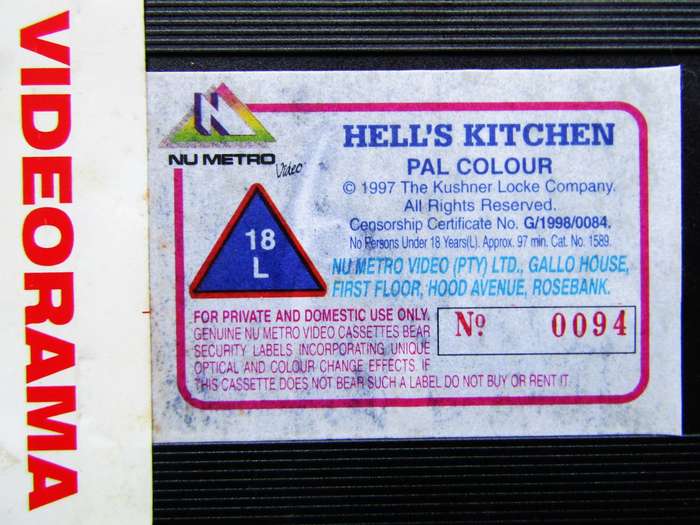 VIDEORAMA
N
NU METRO
Video
HELL'S KITCHEN
PAL COLOUR
© 1997 The Kushner Locke Company.
All Rights Reserved.
Censorship Certificate No. G/1998/0084.
No Persons Under 18 Years(L). Approx. 97 min. Cat. No. 1589.
18
L
NU METRO VIDEO (PTY) LTD., GALLO HOUSE,
FIRST FLOOR, HOOD AVENUE, ROSEBANK.
FOR PRIVATE AND DOMESTIC USE ONLY.
GENUINE NU METRO VIDEO CASSETTES BEAR
SECURITY LABELS INCORPORATING UNIQUE
OPTICAL AND COLOUR CHANGE EFFECTS. IF
THIS CASSETTE DOES NOT BEAR SUCH A LABEL DO NOT BUY OR RENT IT.
Nº 0094